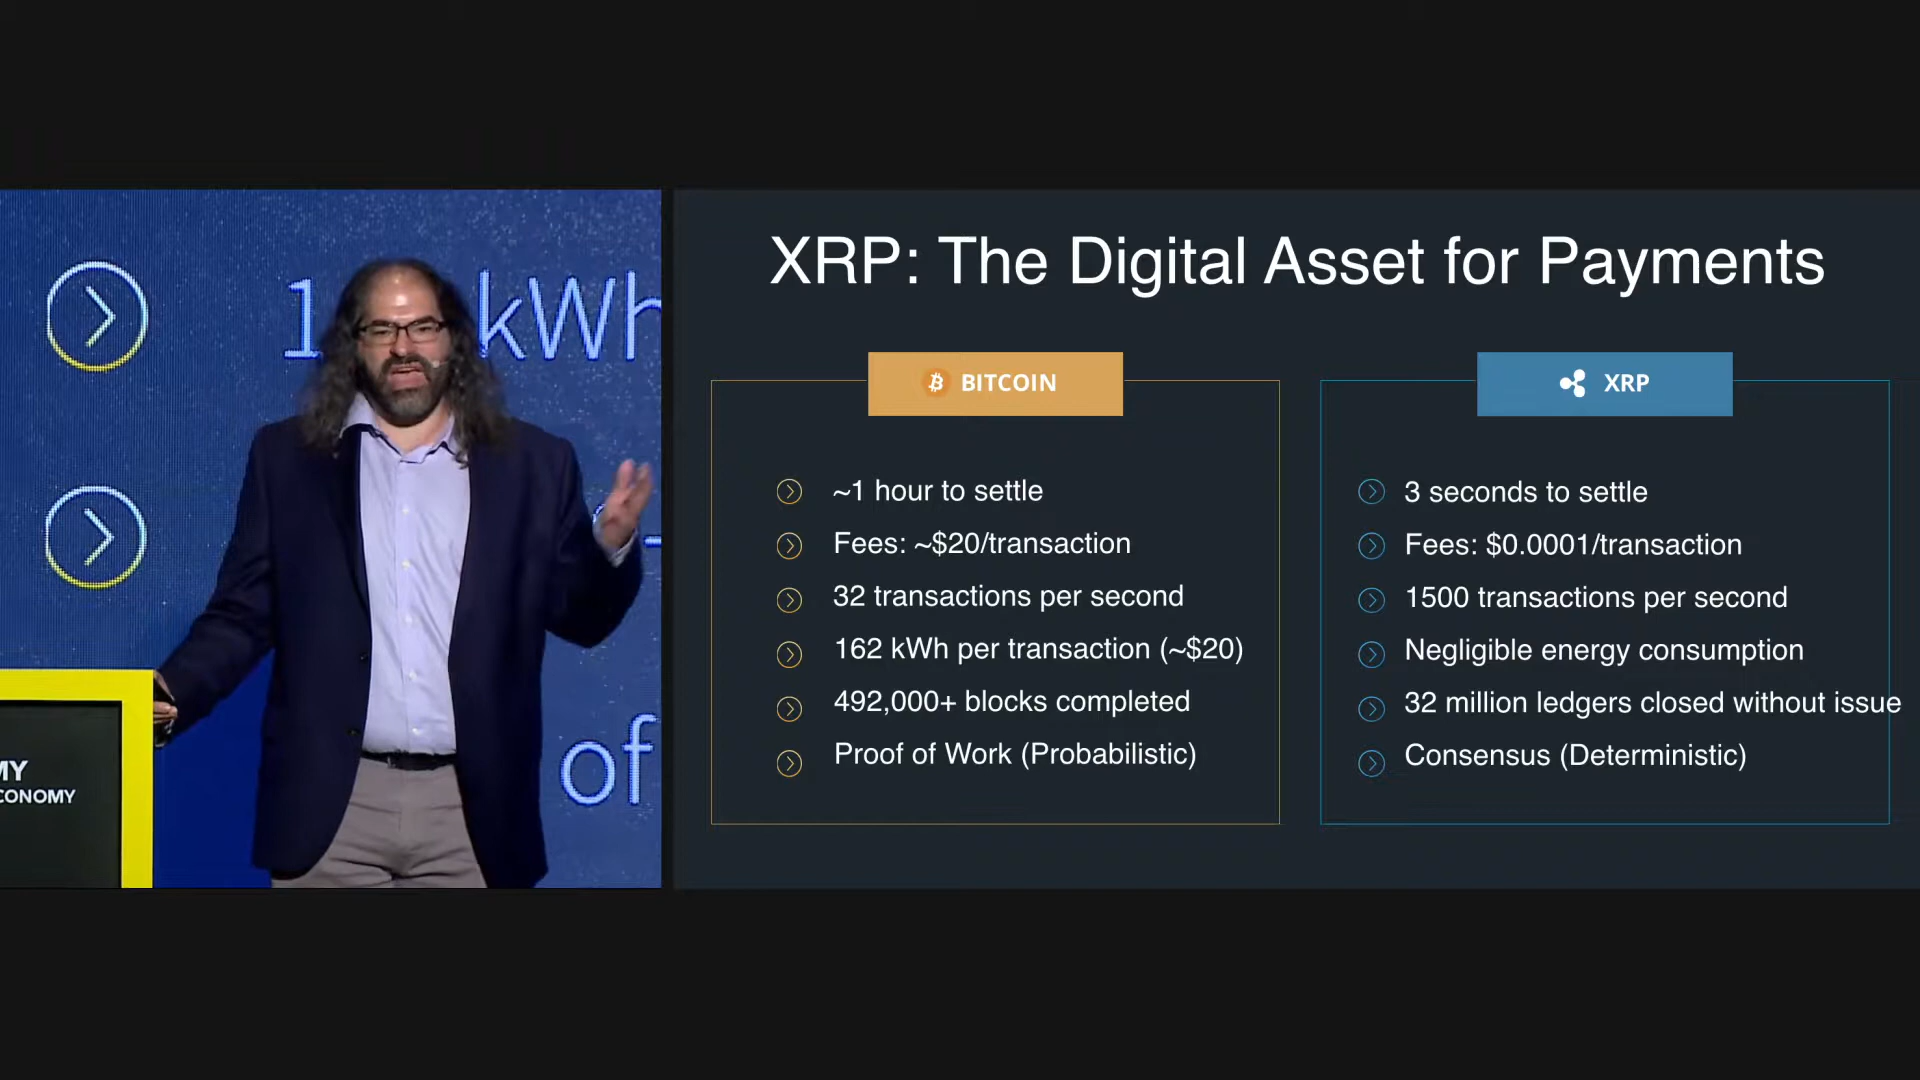 kWh
of
MY
CONOMY
XRP: The Digital Asset for Payments
BITCOIN
~1 hour to settle
Fees: ~$20/transaction
32 transactions per second
162 kWh per transaction (~$20)
492,000+ blocks completed
Proof of Work (Probabilistic)
XRP
3 seconds to settle
Fees: $0.0001/transaction
1500 transactions per second
Negligible energy consumption
32 million ledgers closed without issue
Consensus (Deterministic)